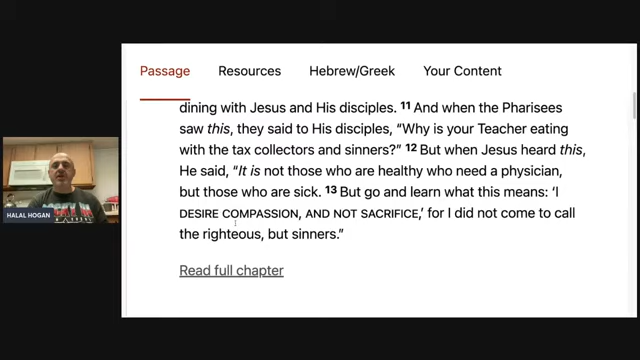 Passage Resources Hebrew/Greek Your Content
dining with Jesus and His disciples. 11 And when the Pharisees
saw this, they said to His disciples, “Why is your Teacher eating
with the tax collectors and sinners?” 12 But when Jesus heard this,
He said, “It is not those who are healthy who need a physician,
but those who are sick. 13 But go and learn what this means: ‘I
DESIRE COMPASSION, AND NOT SACRIFICE,’ for I did not come to call
the righteous, but sinners.”
Read full chapter
HALAL HOGAN